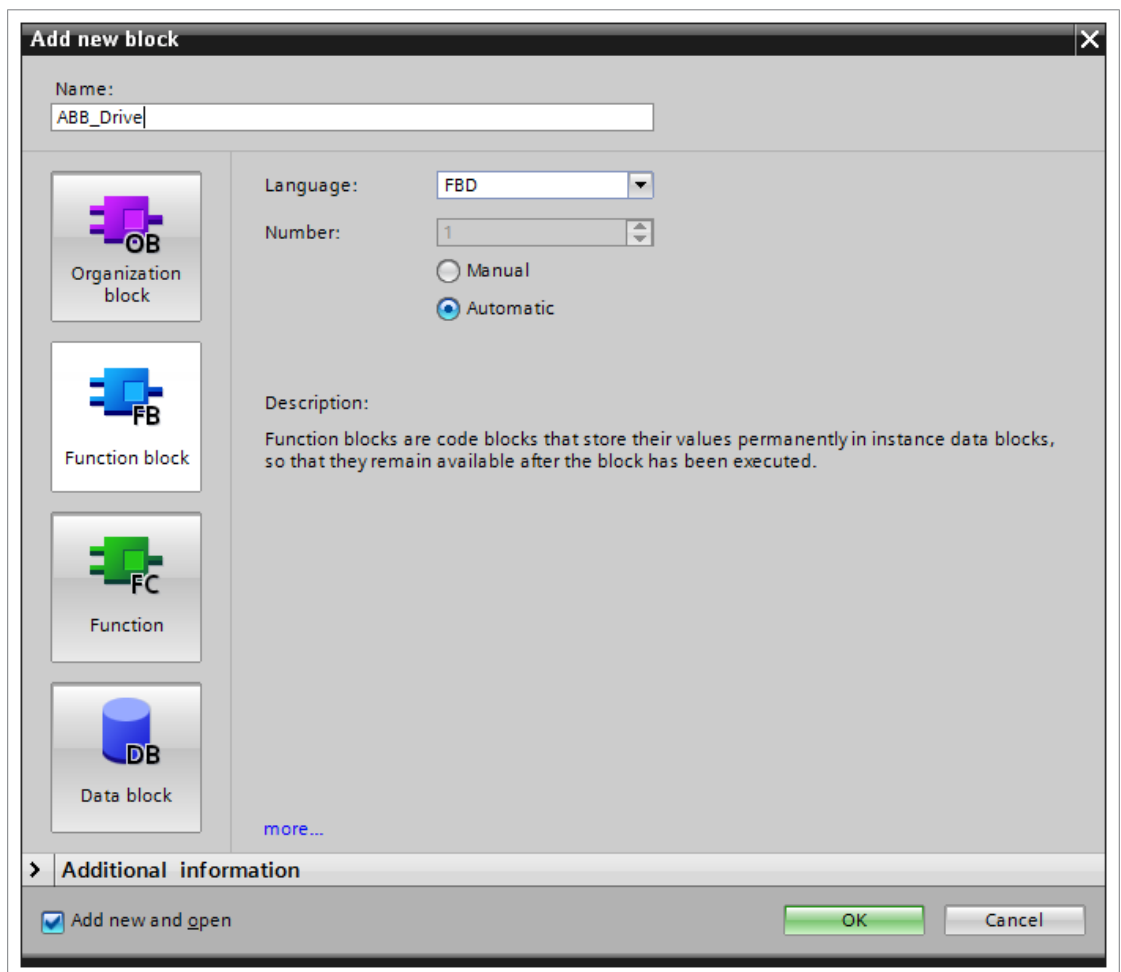 Add new block
Name:
ABB_Drive
OB
Organization
block
FB
Function block
FC
Function
DB
Data block
Language:
FBD
Number:
1
Manual
Automatic
Description:
Function blocks are code blocks that store their values permanently in instance data blocks,
so that they remain available after the block has been executed.
more...
Additional information
Add new and open
OK
Cancel